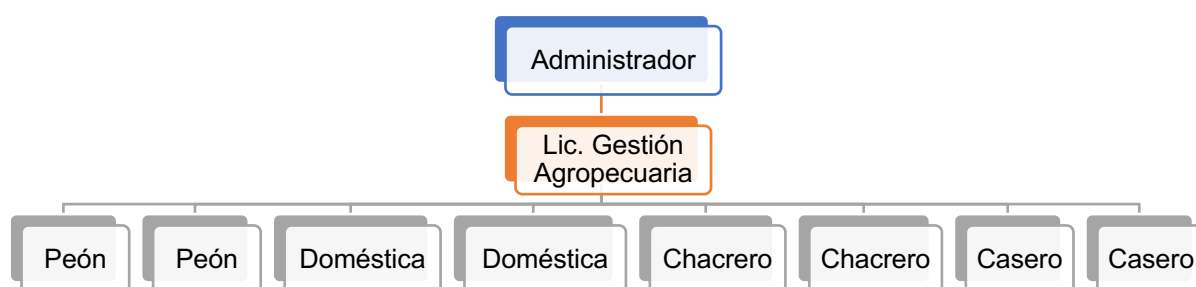 Administrador
Lic. Gestión
Agropecuaria
Peón
Peón
Doméstica
Doméstica
Chacrero
Chacrero
Casero
Casero